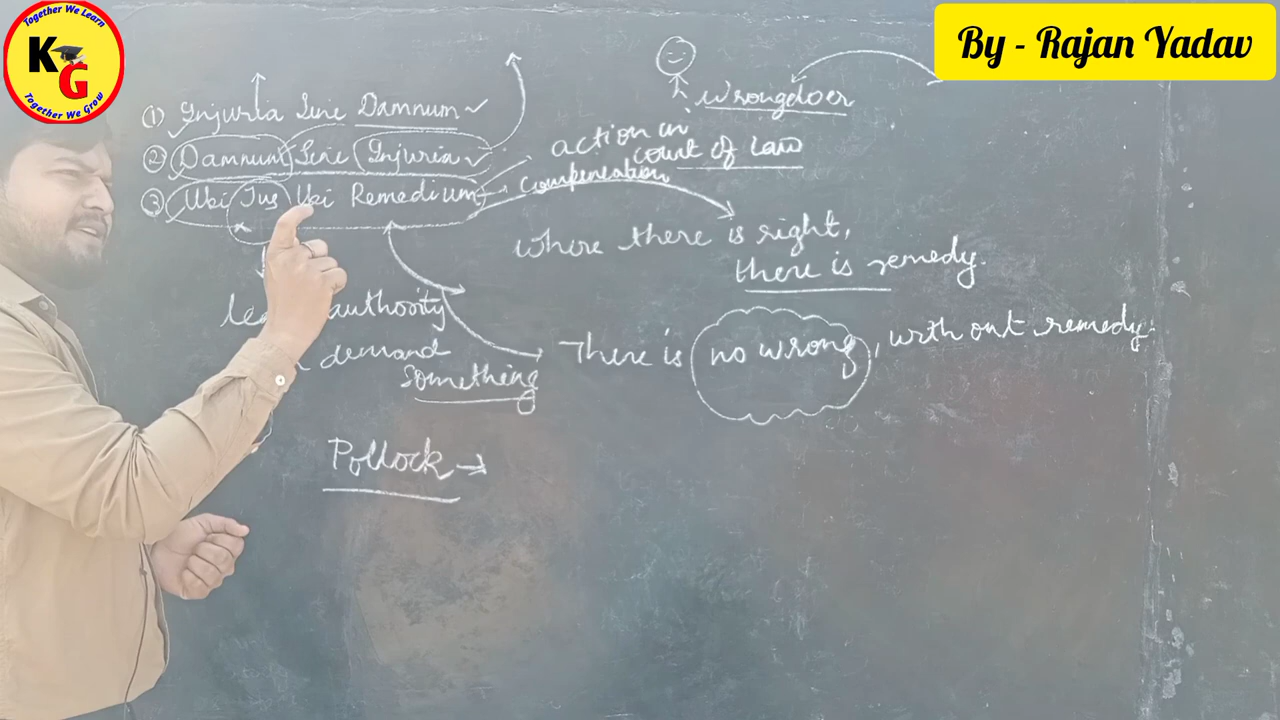 Together We Learn
KG
Together We Grow
By - Rajan Yadav
(1) Injuria Sine Damnum ✓
(2) Damnum Sine Injuria ✓
(3) Ubi Jus Ubi Remedium
wrongdoer
action in
court of law
compensation
where there is right,
there is remedy.
authority
demand
something
There is no wrong, without remedy.
Pollock →